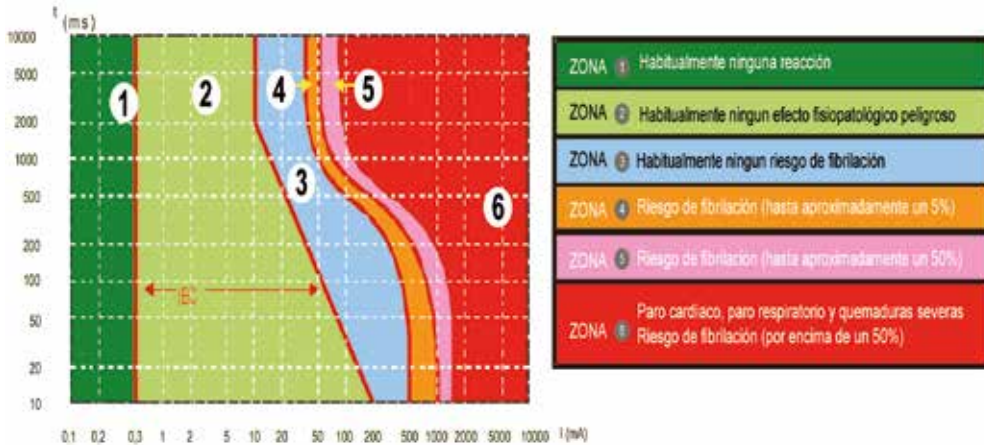 t
(ms)
10000
5000
2000
1000
500
200
100
50
20
10
1
2
3
4
5
6
0,1 0,2 0,3 1 2 5 10 20 50 100 200 500 1000 2000 5000 10000 I (mA)
ZONA 1 Habitualmente ninguna reacción
ZONA 2 Habitualmente ningun efecto fisiopatológico peligroso
ZONA 3 Habitualmente ningun riesgo de fibrilación
ZONA 4 Riesgo de fibrilación (hasta aproximadamente un 5%)
ZONA 5 Riesgo de fibrilación (hasta aproximadamente un 50%)
ZONA 6 Paro cardiaco, paro respiratorio y quemaduras severas
Riesgo de fibrilación (por encima de un 50%)